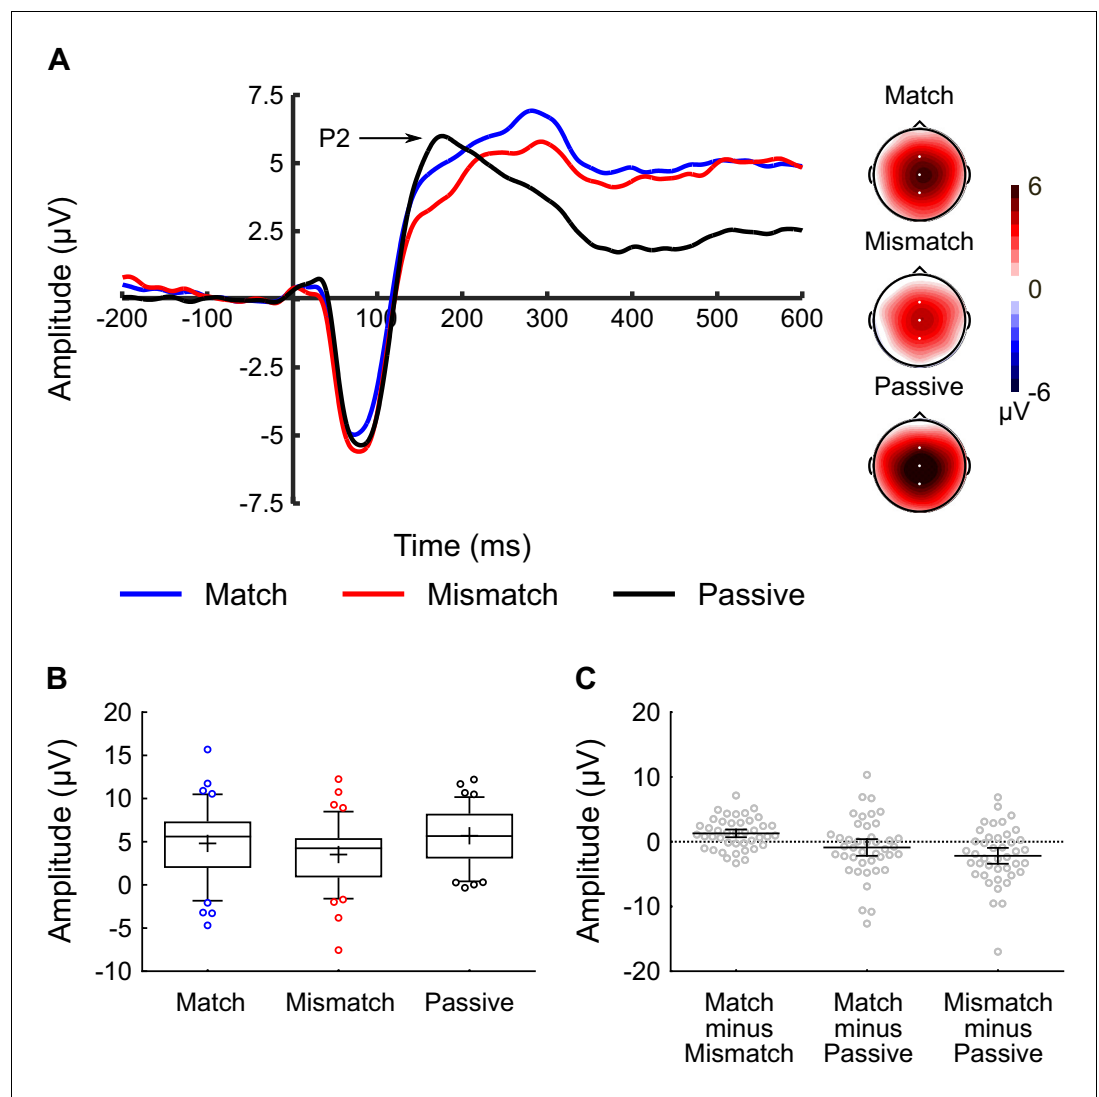 A
7.5
5
2.5
-2.5
-5
-7.5
-200 -100 100 200 300 400 500 600
0
P2
Amplitude (µV)
Time (ms)
Match Mismatch Passive
Match
Mismatch
Passive
6
0
-6
µV
B
20
15
10
5
0
-5
-10
Amplitude (µV)
Match Mismatch Passive
C
20
10
0
-10
-20
Amplitude (µV)
Match
minus
Mismatch
Match
minus
Passive
Mismatch
minus
Passive